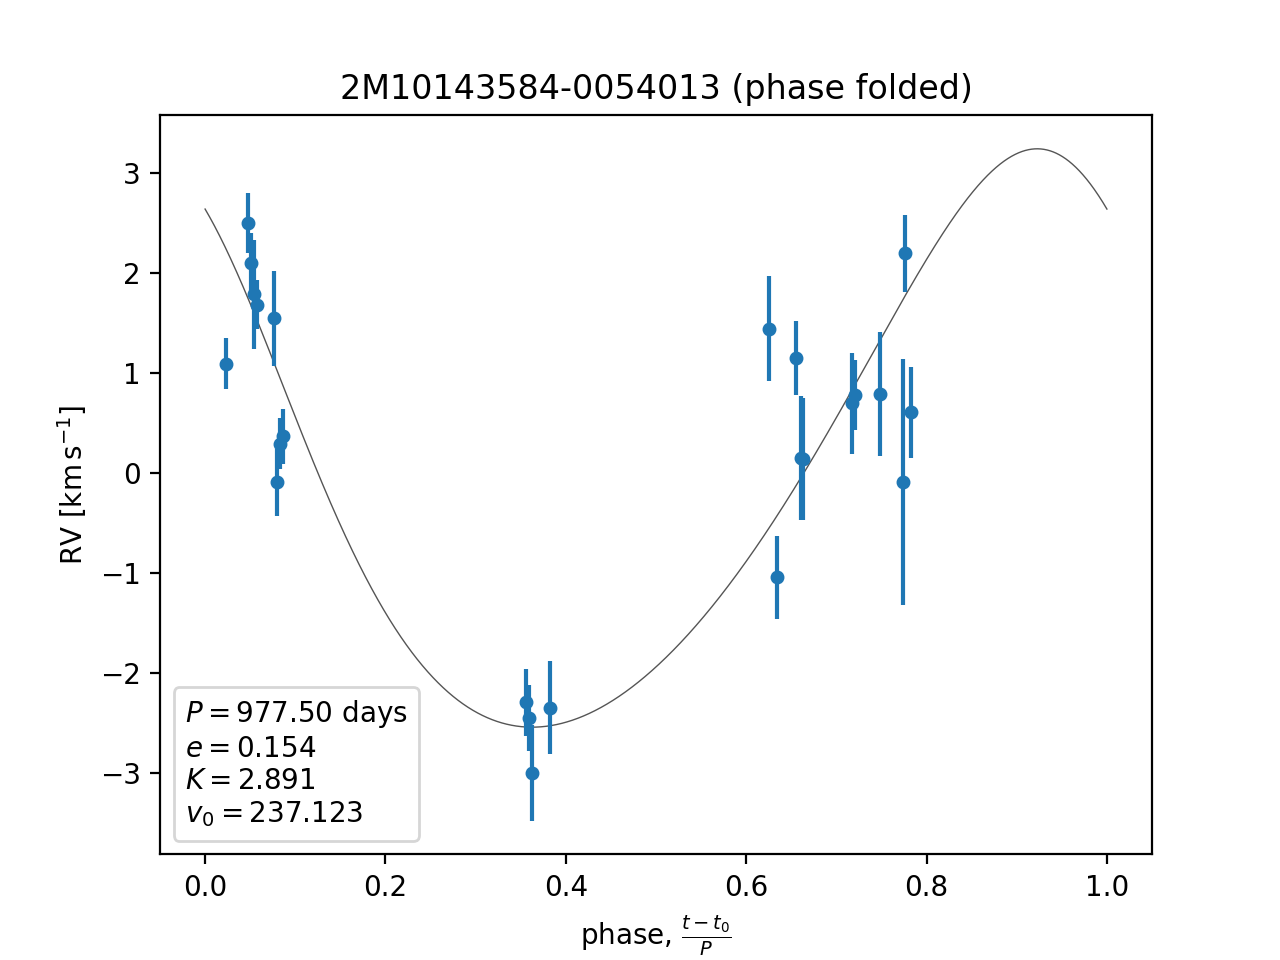 2M10143584-0054013 (phase folded)
RV [km s⁻¹]
3
2
1
0
−1
−2
−3
P = 977.50 days
e = 0.154
K = 2.891
v₀ = 237.123
0.0 0.2 0.4 0.6 0.8 1.0
phase, (t − t₀)/P